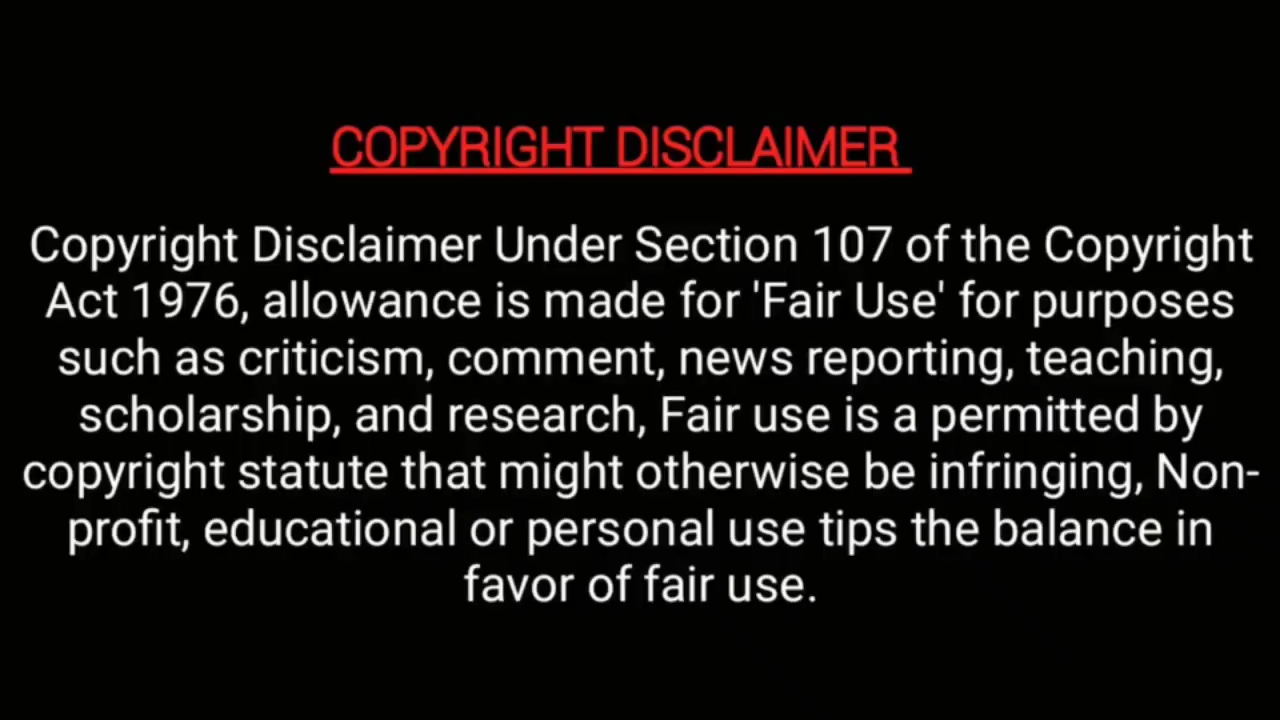 COPYRIGHT DISCLAIMER
Copyright Disclaimer Under Section 107 of the Copyright
Act 1976, allowance is made for 'Fair Use' for purposes
such as criticism, comment, news reporting, teaching,
scholarship, and research, Fair use is a permitted by
copyright statute that might otherwise be infringing, Non-
profit, educational or personal use tips the balance in
favor of fair use.